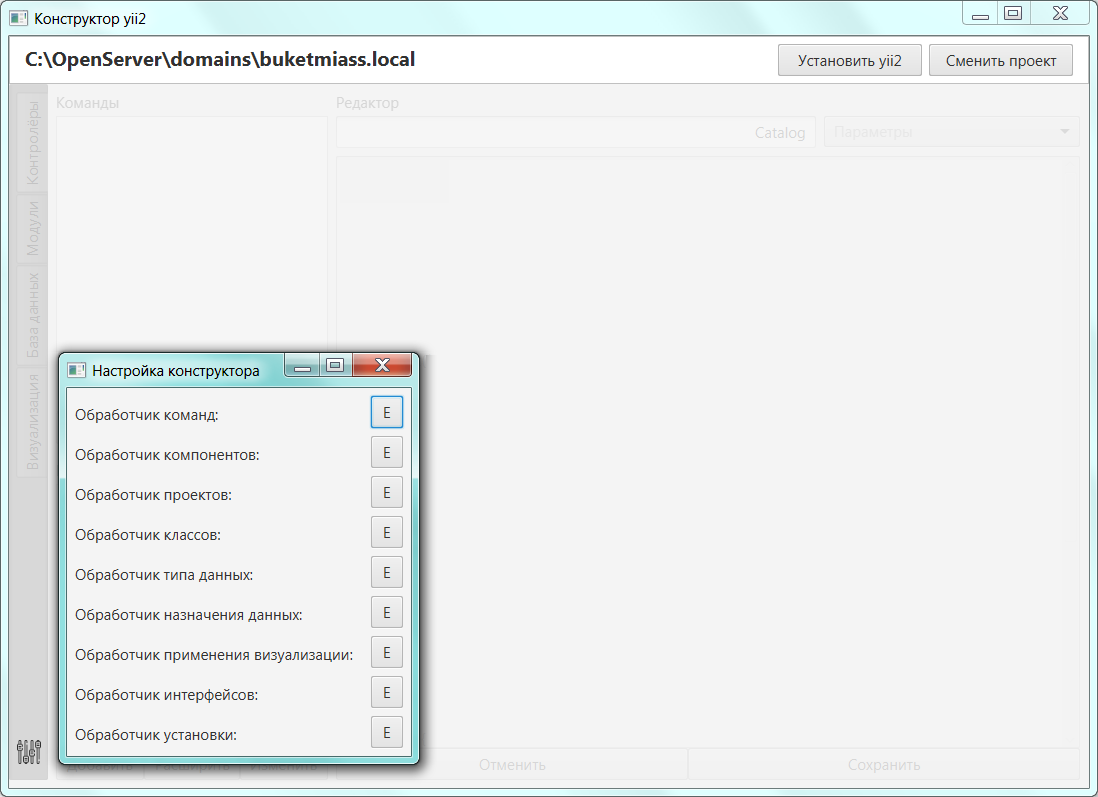 Конструктор yii2
C:\OpenServer\domains\buketmiass.local
Установить yii2
Сменить проект
Контролёры
Модули
База данных
Визуализация
Команды
Редактор
Catalog
Параметры
Настройка конструктора
Обработчик команд: E
Обработчик компонентов: E
Обработчик проектов: E
Обработчик классов: E
Обработчик типа данных: E
Обработчик назначения данных: E
Обработчик применения визуализации: E
Обработчик интерфейсов: E
Обработчик установки: E
Отменить
Сохранить